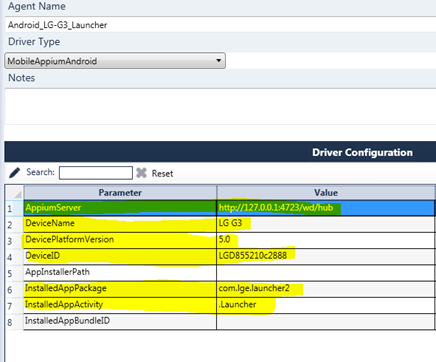 Agent Name
Android_LG-G3_Launcher
Driver Type
MobileAppiumAndroid
Notes
Driver Configuration
Search: Reset
Parameter Value
1 AppiumServer http://127.0.0.1:4723/wd/hub
2 DeviceName LG G3
3 DevicePlatformVersion 5.0
4 DeviceID LGD855210c2888
5 AppInstallerPath
6 InstalledAppPackage com.lge.launcher2
7 InstalledAppActivity .Launcher
8 InstalledAppBundleID